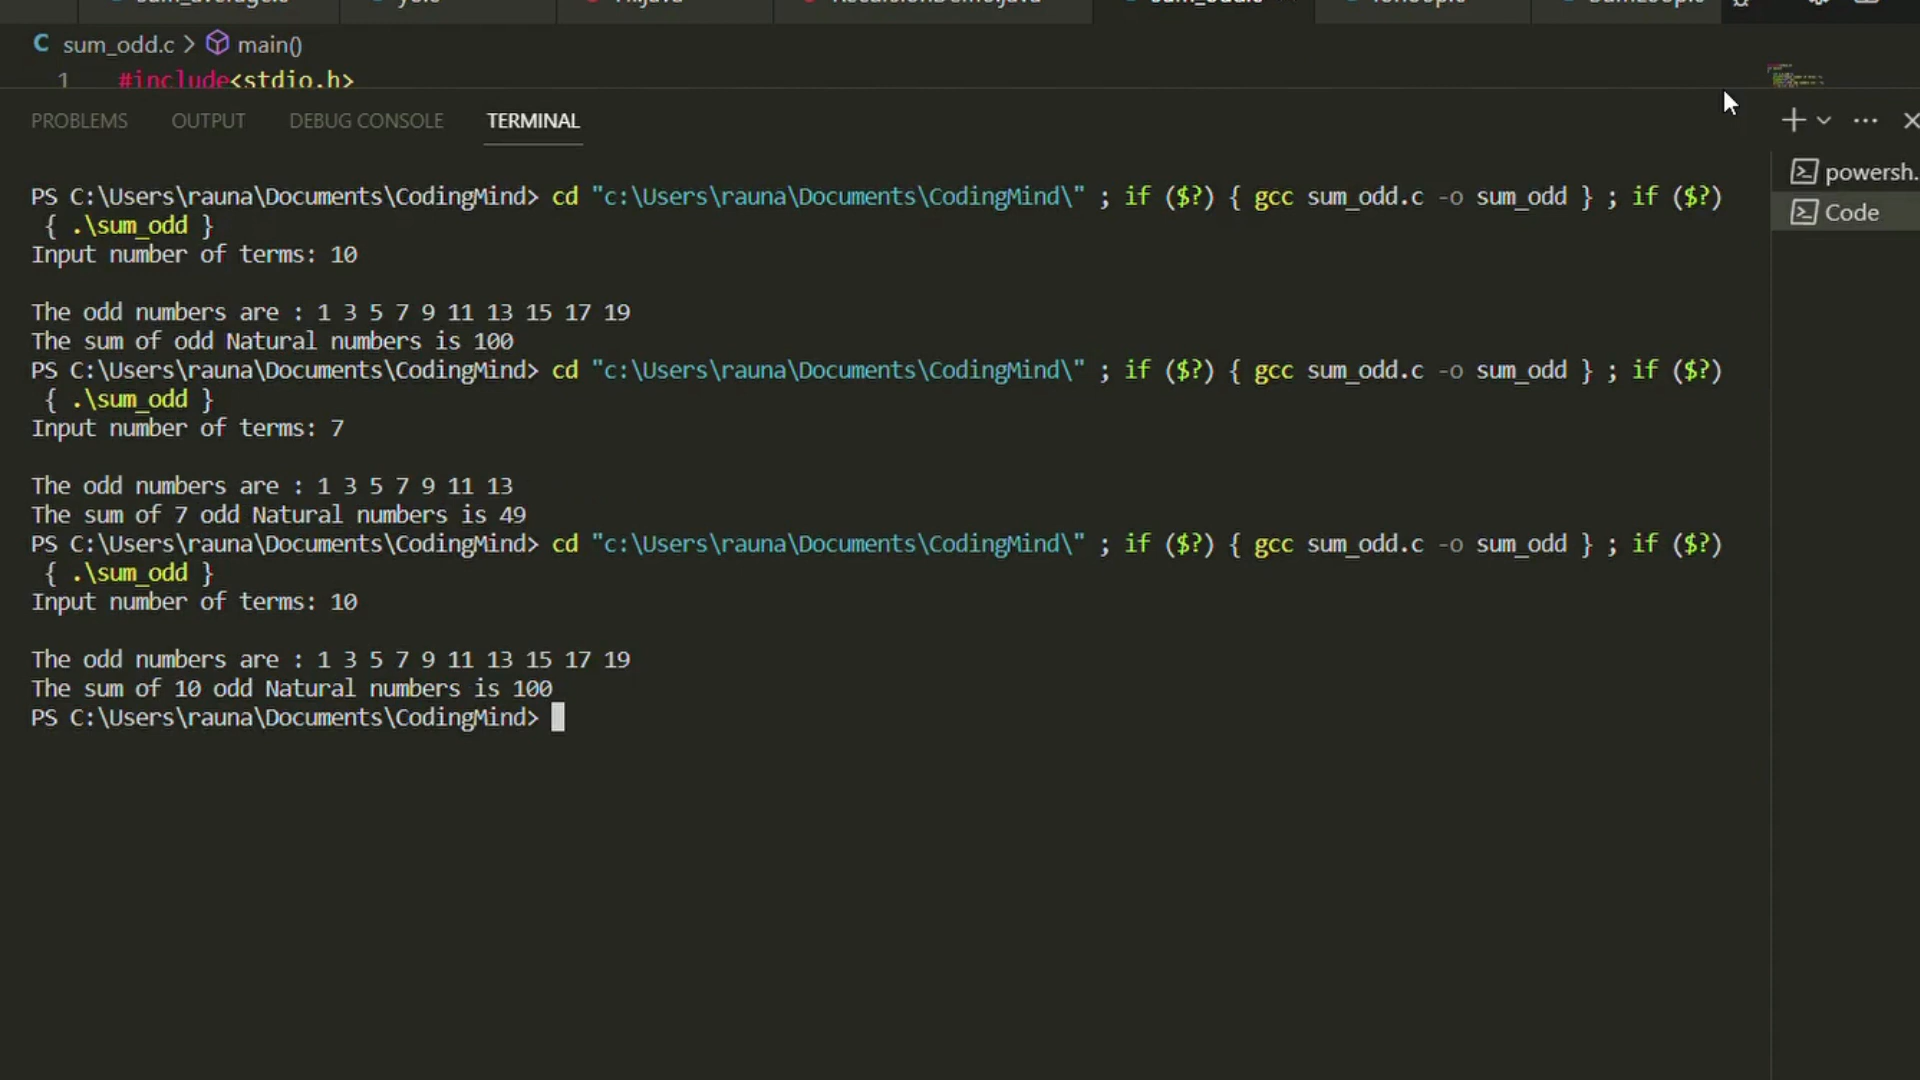 sum_odd.c > main()
1 #include<stdio.h>
PROBLEMS OUTPUT DEBUG CONSOLE TERMINAL
powersh.
Code
PS C:\Users\rauna\Documents\CodingMind> cd "c:\Users\rauna\Documents\CodingMind\" ; if ($?) { gcc sum_odd.c -o sum_odd } ; if ($?)
{ .\sum_odd }
Input number of terms: 10
The odd numbers are : 1 3 5 7 9 11 13 15 17 19
The sum of odd Natural numbers is 100
PS C:\Users\rauna\Documents\CodingMind> cd "c:\Users\rauna\Documents\CodingMind\" ; if ($?) { gcc sum_odd.c -o sum_odd } ; if ($?)
{ .\sum_odd }
Input number of terms: 7
The odd numbers are : 1 3 5 7 9 11 13
The sum of 7 odd Natural numbers is 49
PS C:\Users\rauna\Documents\CodingMind> cd "c:\Users\rauna\Documents\CodingMind\" ; if ($?) { gcc sum_odd.c -o sum_odd } ; if ($?)
{ .\sum_odd }
Input number of terms: 10
The odd numbers are : 1 3 5 7 9 11 13 15 17 19
The sum of 10 odd Natural numbers is 100
PS C:\Users\rauna\Documents\CodingMind>